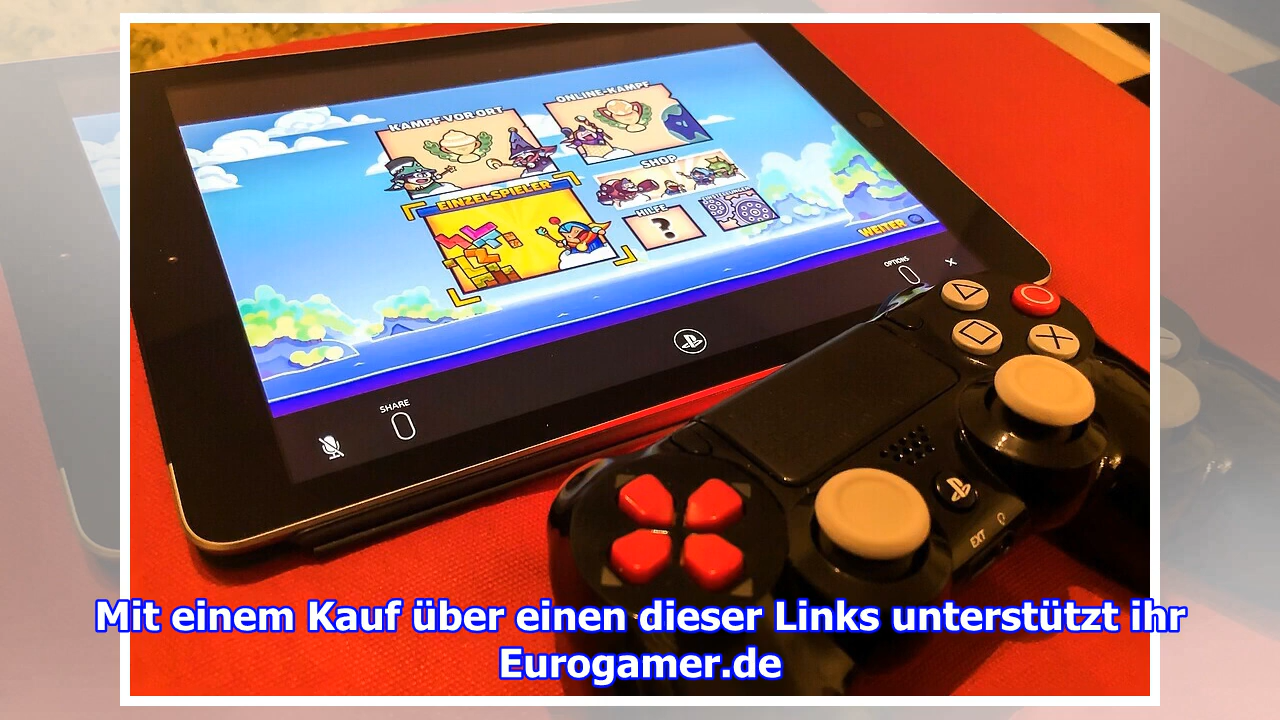 KAMPF VOR ORT
ONLINE-KAMPF
SHOP
EINZELSPIELER
HILFE
WEITER
OPTIONS
SHARE
EXT
Mit einem Kauf über einen dieser Links unterstützt ihr
Eurogamer.de